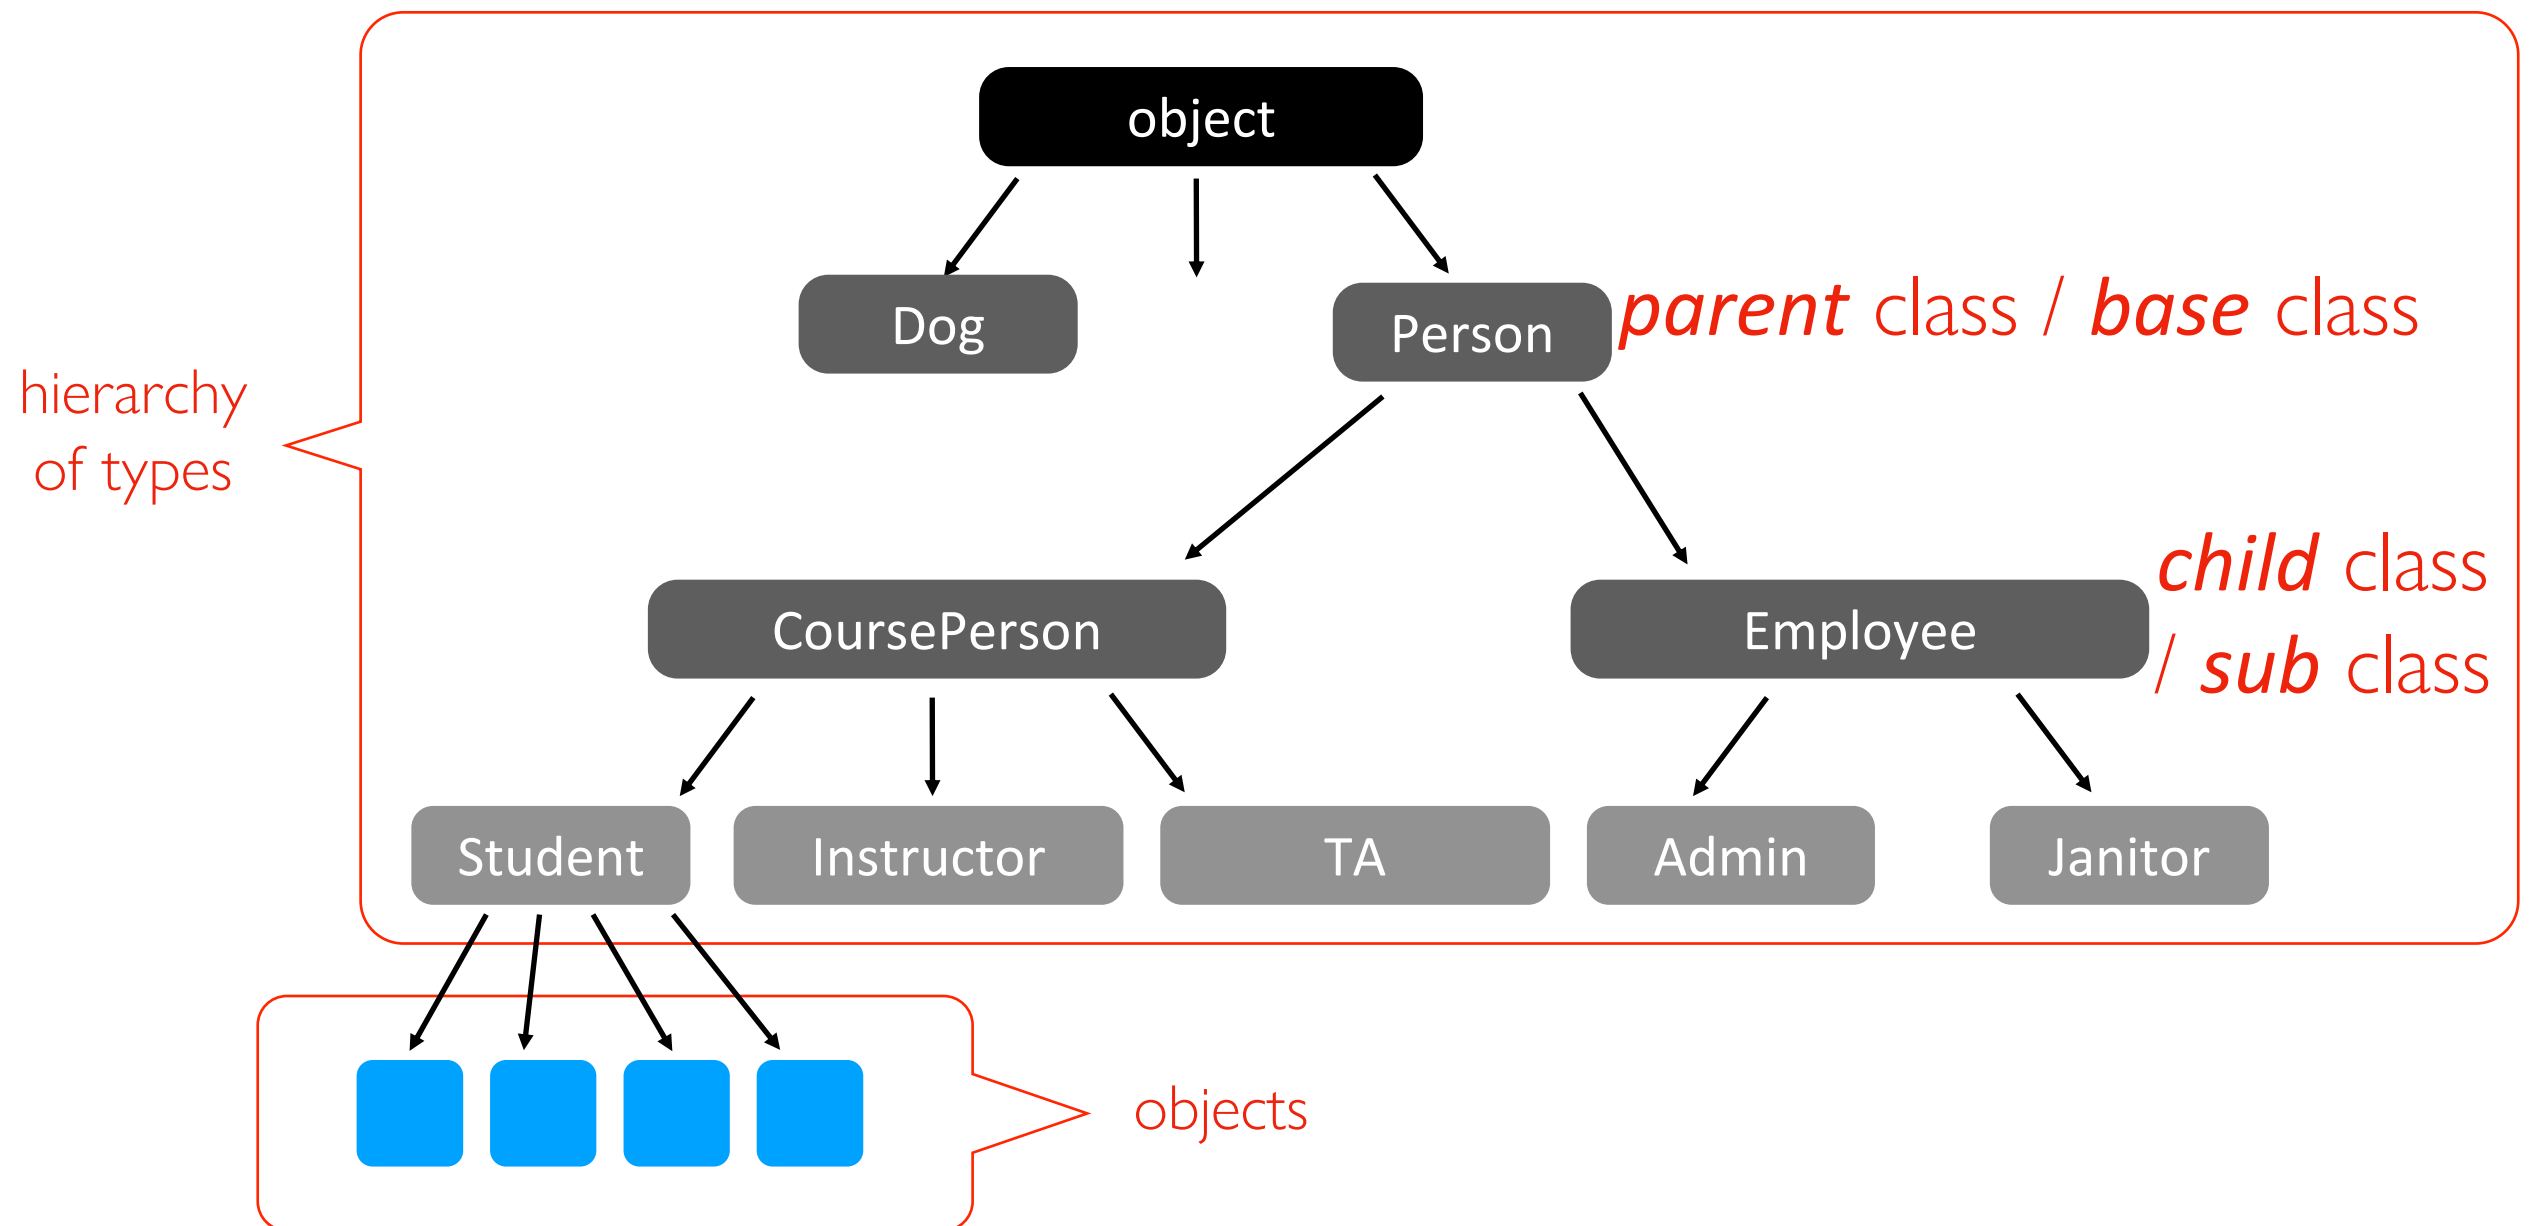 object
Dog
Person
parent class / base class
hierarchy
of types
child class
/ sub class
CoursePerson
Employee
Student
Instructor
TA
Admin
Janitor
objects